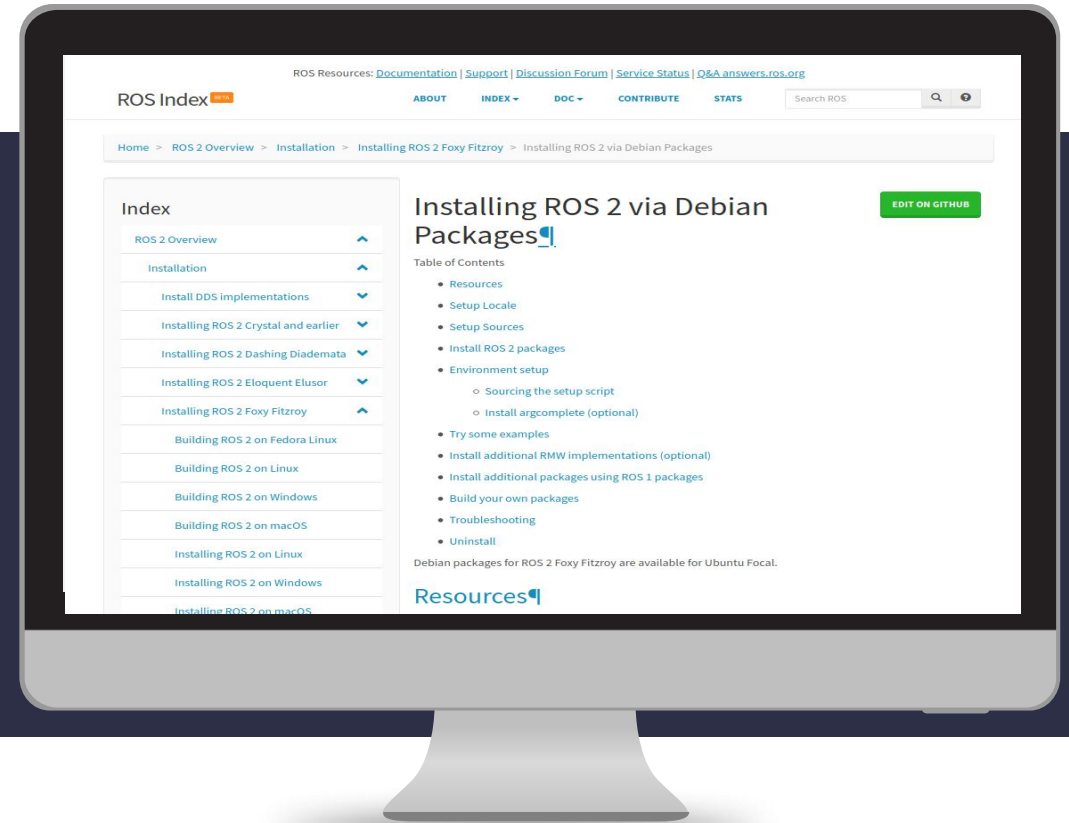 ROS Resources: Documentation | Support | Discussion Forum | Service Status | Q&A answers.ros.org
ROS Index BETA
ABOUT INDEX DOC CONTRIBUTE STATS Search ROS
Home > ROS 2 Overview > Installation > Installing ROS 2 Foxy Fitzroy > Installing ROS 2 via Debian Packages
Index
ROS 2 Overview
Installation
Install DDS implementations
Installing ROS 2 Crystal and earlier
Installing ROS 2 Dashing Diademata
Installing ROS 2 Eloquent Elusor
Installing ROS 2 Foxy Fitzroy
Building ROS 2 on Fedora Linux
Building ROS 2 on Linux
Building ROS 2 on Windows
Building ROS 2 on macOS
Installing ROS 2 on Linux
Installing ROS 2 on Windows
Installing ROS 2 on macOS
Installing ROS 2 via Debian
Packages¶
EDIT ON GITHUB
Table of Contents
• Resources
• Setup Locale
• Setup Sources
• Install ROS 2 packages
• Environment setup
○ Sourcing the setup script
○ Install argcomplete (optional)
• Try some examples
• Install additional RMW implementations (optional)
• Install additional packages using ROS 1 packages
• Build your own packages
• Troubleshooting
• Uninstall
Debian packages for ROS 2 Foxy Fitzroy are available for Ubuntu Focal.
Resources¶